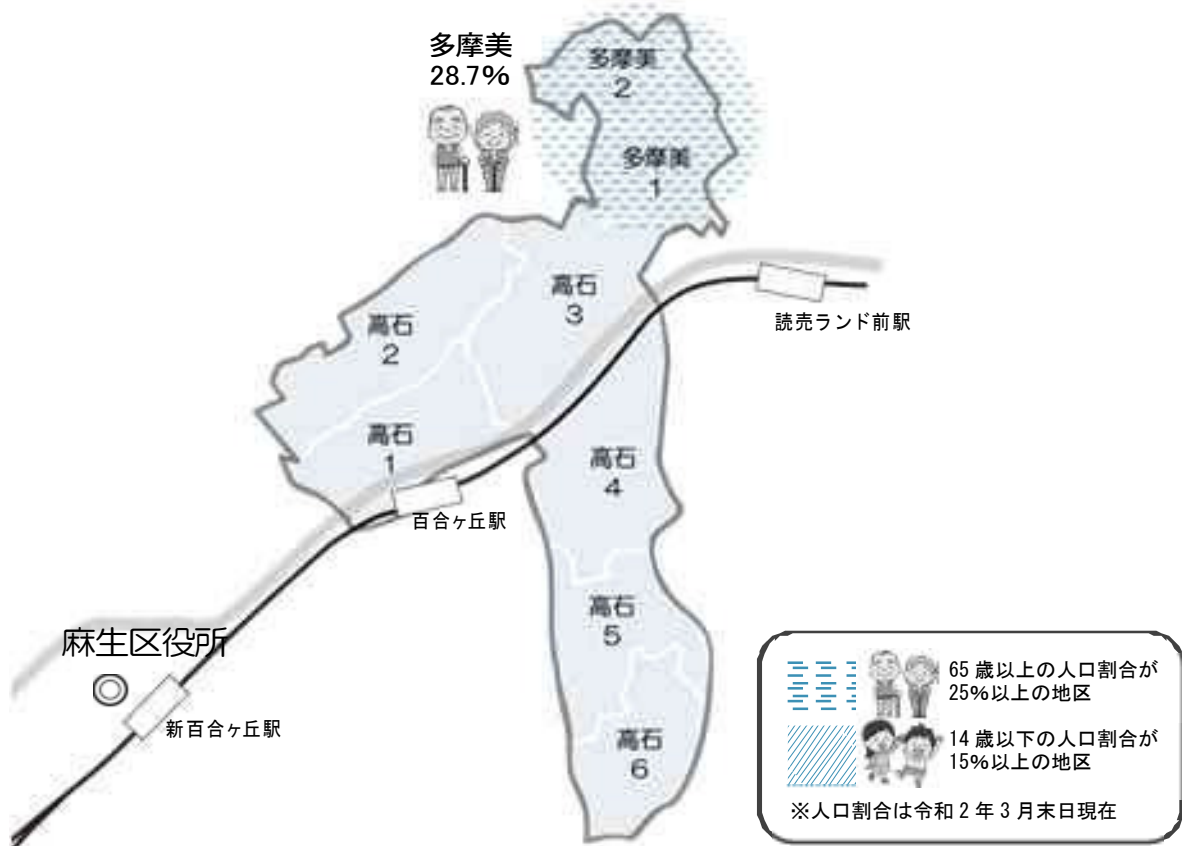 多摩美
28.7%
多摩美
2
多摩美
1
高石
3
読売ランド前駅
高石
2
高石
1
高石
4
百合ヶ丘駅
高石
5
麻生区役所
新百合ヶ丘駅
高石
6
65歳以上の人口割合が
25%以上の地区
14歳以下の人口割合が
15%以上の地区
※人口割合は令和2年3月末日現在